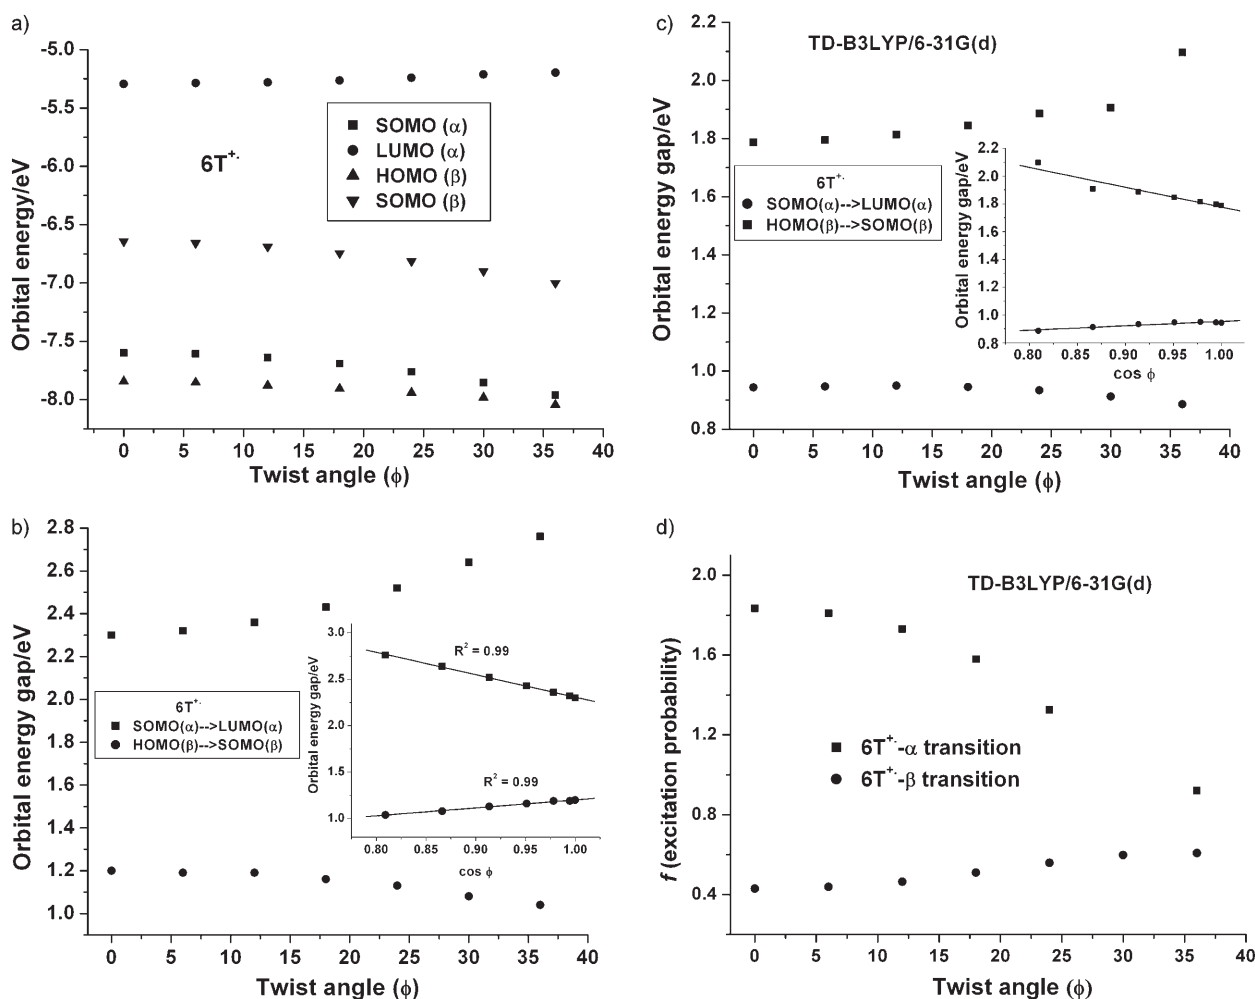 a)
-5.0
-5.5
-6.0
-6.5
-7.0
-7.5
-8.0
Orbital energy/eV
6T+·
SOMO (α)
LUMO (α)
HOMO (β)
SOMO (β)
0 5 10 15 20 25 30 35 40
Twist angle (ϕ)
b)
2.8
2.6
2.4
2.2
2.0
1.8
1.6
1.4
1.2
1.0
Orbital energy gap/eV
6T+·
SOMO(α)-->LUMO(α)
HOMO(β)-->SOMO(β)
3.0
2.5
2.0
1.5
1.0
Orbital energy gap/eV
R² = 0.99
R² = 0.99
0.80 0.85 0.90 0.95 1.00
cos ϕ
0 5 10 15 20 25 30 35 40
Twist angle (ϕ)
c)
TD-B3LYP/6-31G(d)
2.2
2.0
1.8
1.6
1.4
1.2
1.0
0.8
Orbital energy gap/eV
6T+·
SOMO(α)-->LUMO(α)
HOMO(β)-->SOMO(β)
2.2
2.0
1.8
1.6
1.4
1.2
1.0
0.8
Orbital energy gap/eV
0.80 0.85 0.90 0.95 1.00
cos ϕ
0 5 10 15 20 25 30 35 40
Twist angle (ϕ)
d)
TD-B3LYP/6-31G(d)
2.0
1.6
1.2
0.8
0.4
f (excitation probability)
6T+·-α transition
6T+·-β transition
0 5 10 15 20 25 30 35 40
Twist angle (ϕ)